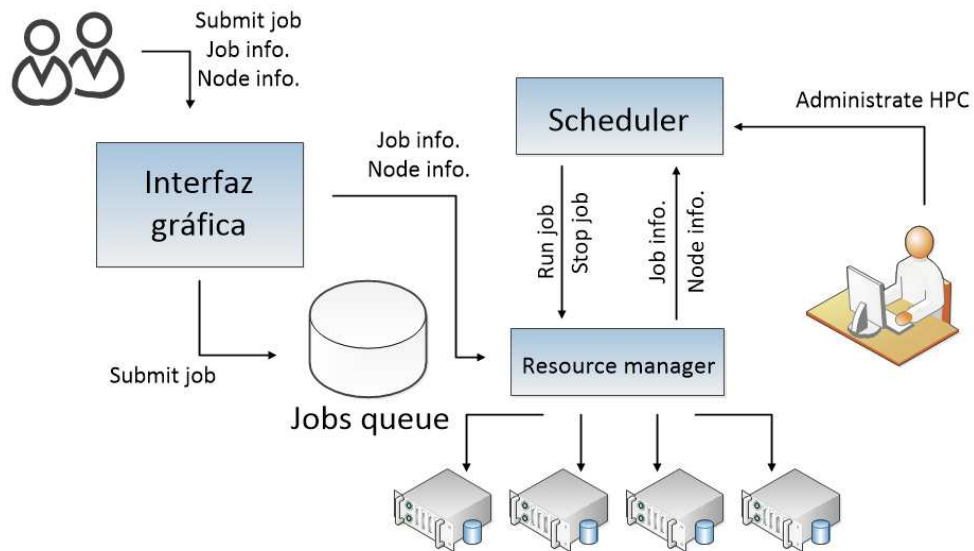 Submit job
Job info.
Node info.
Administrate HPC
Scheduler
Job info.
Node info.
Interfaz
gráfica
Run job
Stop job
Job info.
Node info.
Resource manager
Submit job
Jobs queue